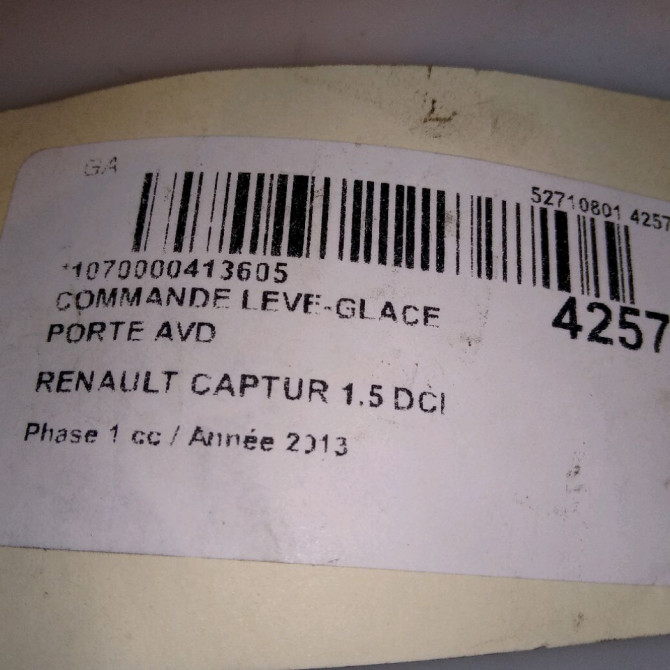 GA
52710801 4257
*1070000413605
4257
COMMANDE LEVE-GLACE
PORTE AVD
RENAULT CAPTUR 1.5 DCI
Phase 1 cc / Année 2013